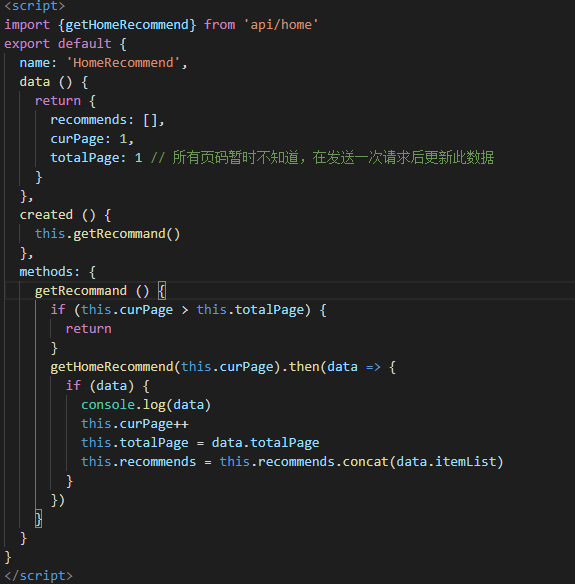 <script>
import {getHomeRecommend} from 'api/home'
export default {
  name: 'HomeRecommend',
  data () {
    return {
      recommends: [],
      curPage: 1,
      totalPage: 1 // 所有页码暂时不知道，在发送一次请求后更新此数据
    }
  },
  created () {
    this.getRecommand()
  },
  methods: {
    getRecommand () {
      if (this.curPage > this.totalPage) {
        return
      }
      getHomeRecommend(this.curPage).then(data => {
        if (data) {
          console.log(data)
          this.curPage++
          this.totalPage = data.totalPage
          this.recommends = this.recommends.concat(data.itemList)
        }
      })
    }
  }
}
</script>